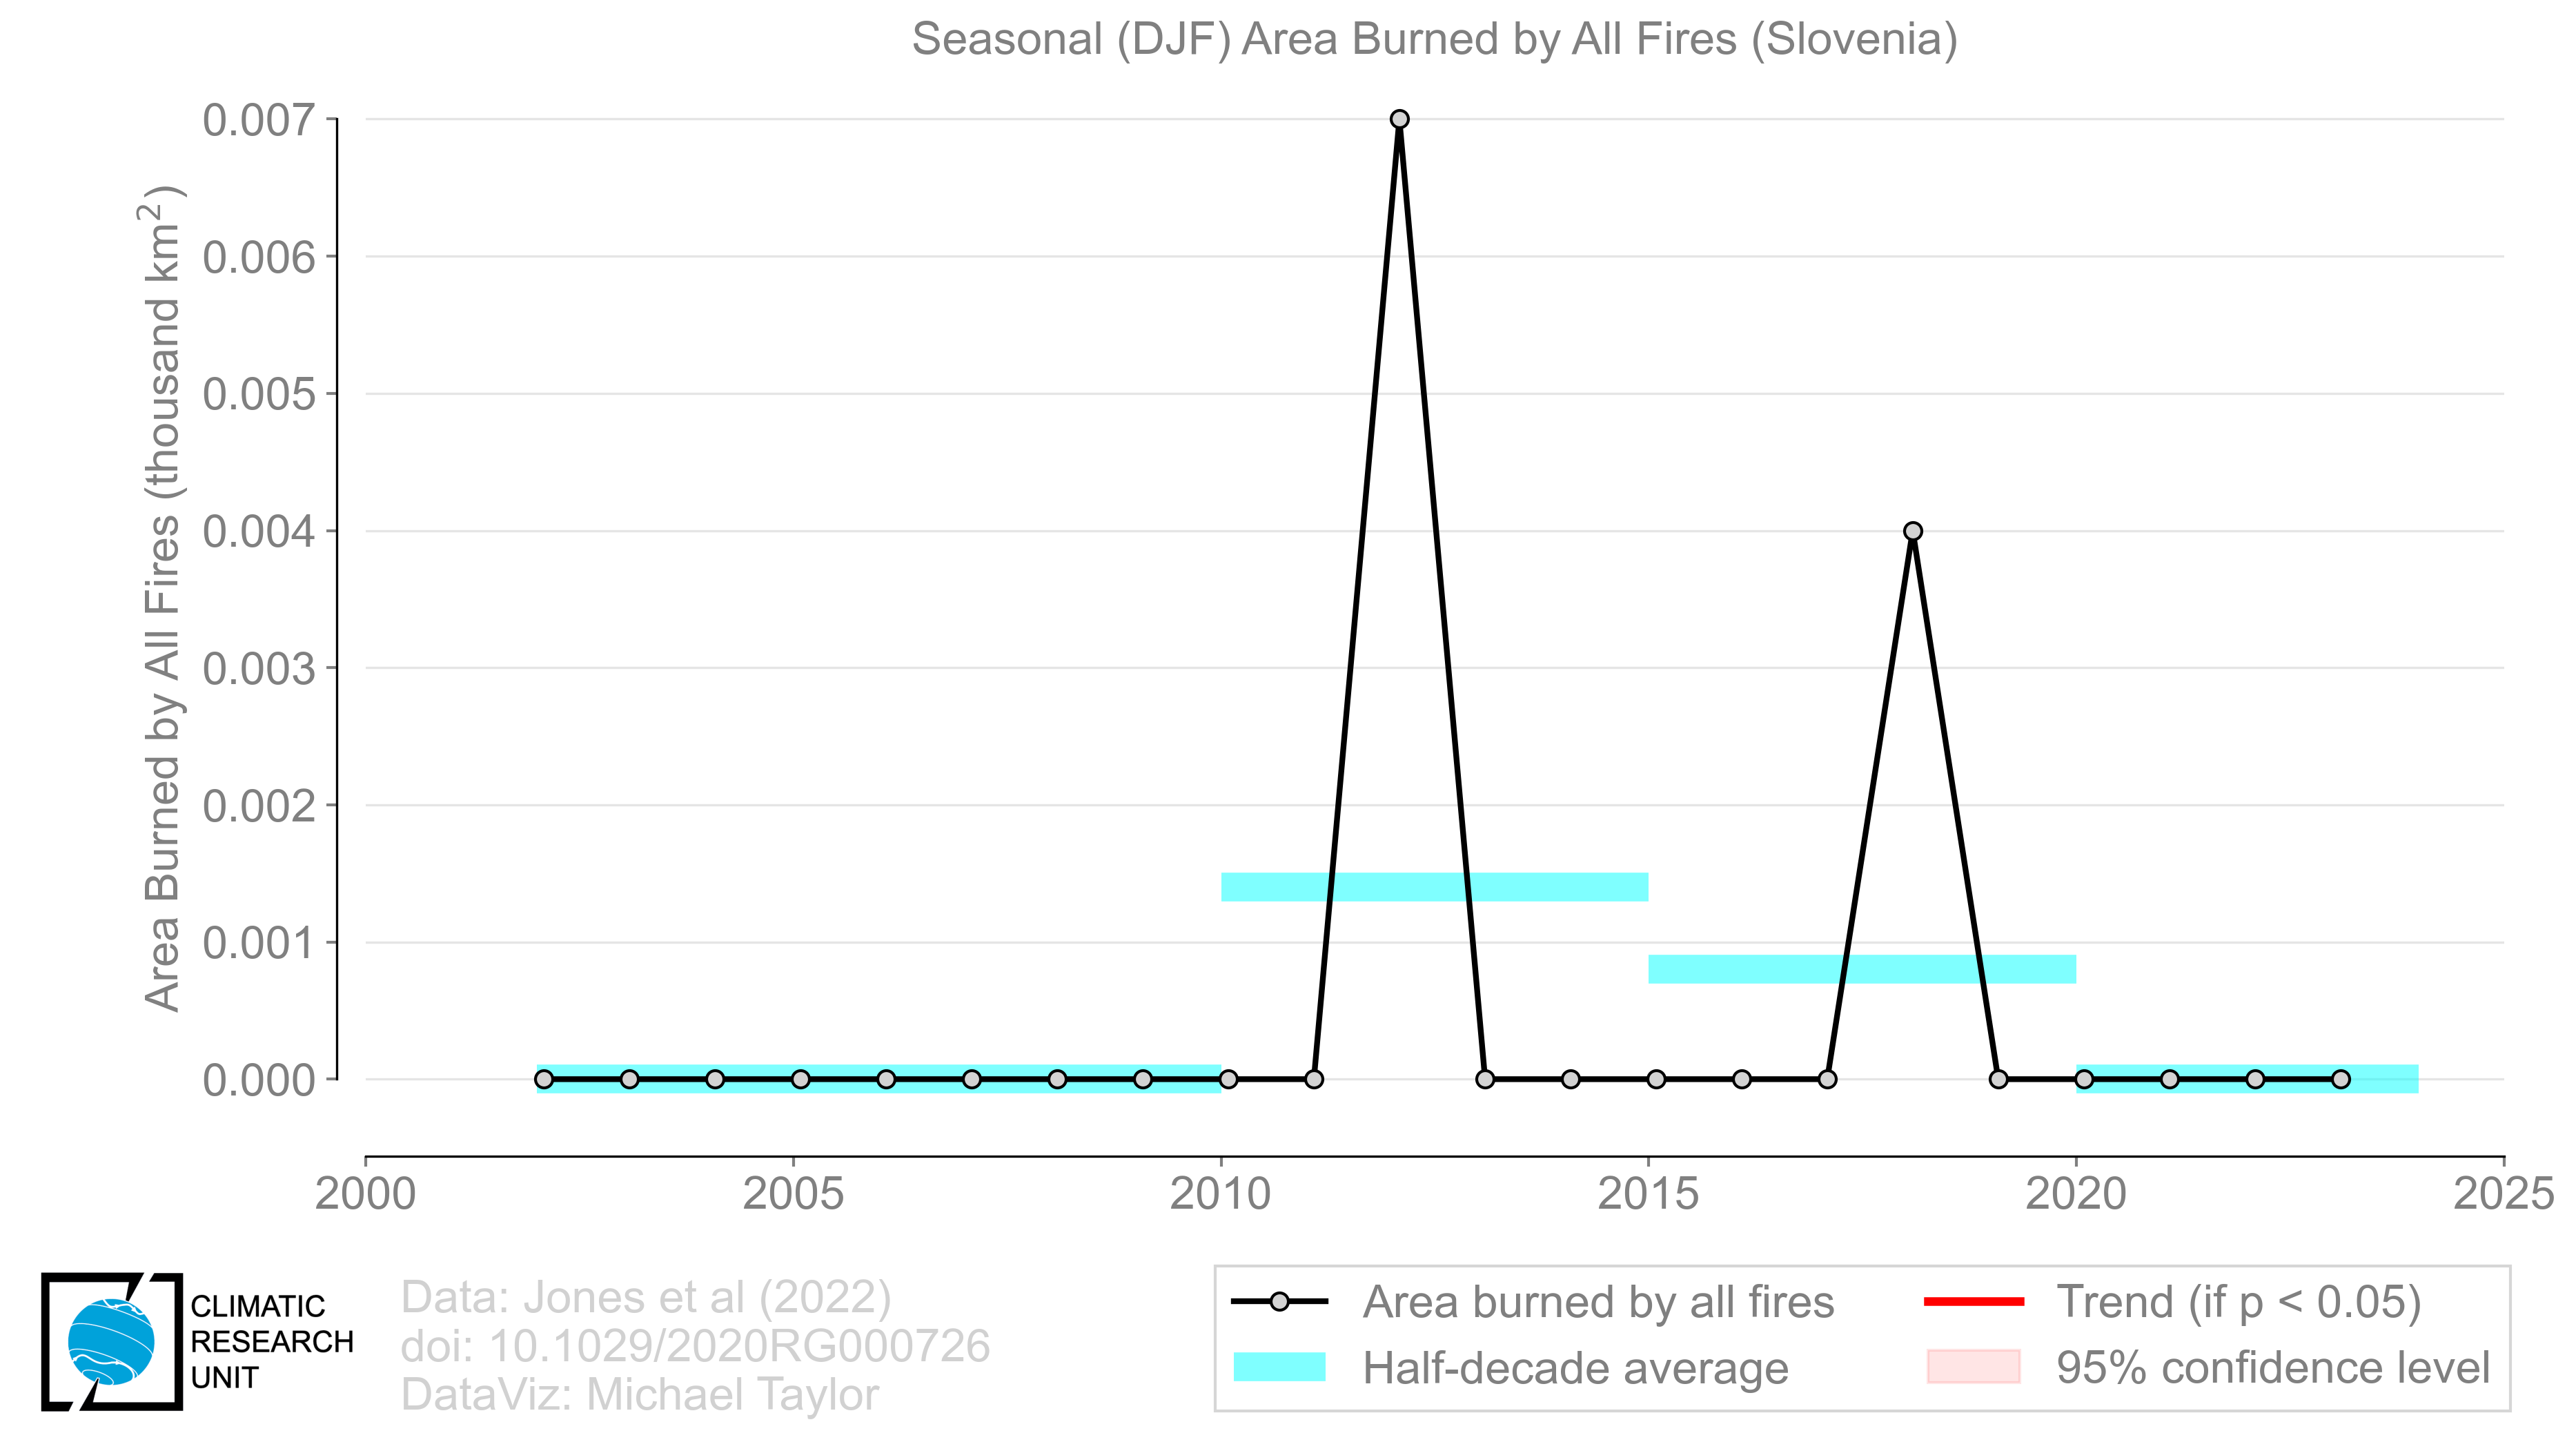 Seasonal (DJF) Area Burned by All Fires (Slovenia)
Area Burned by All Fires (thousand km²)
0.007
0.006
0.005
0.004
0.003
0.002
0.001
0.000
2000 2005 2010 2015 2020 2025
CLIMATIC
RESEARCH
UNIT
Data: Jones et al (2022)
doi: 10.1029/2020RG000726
DataViz: Michael Taylor
Area burned by all fires
Half-decade average
Trend (if p < 0.05)
95% confidence level